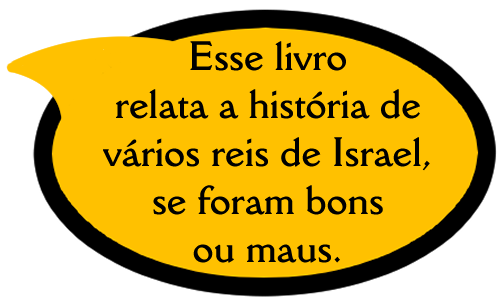 Esse livro
relata a história de
vários reis de Israel,
se foram bons
ou maus.